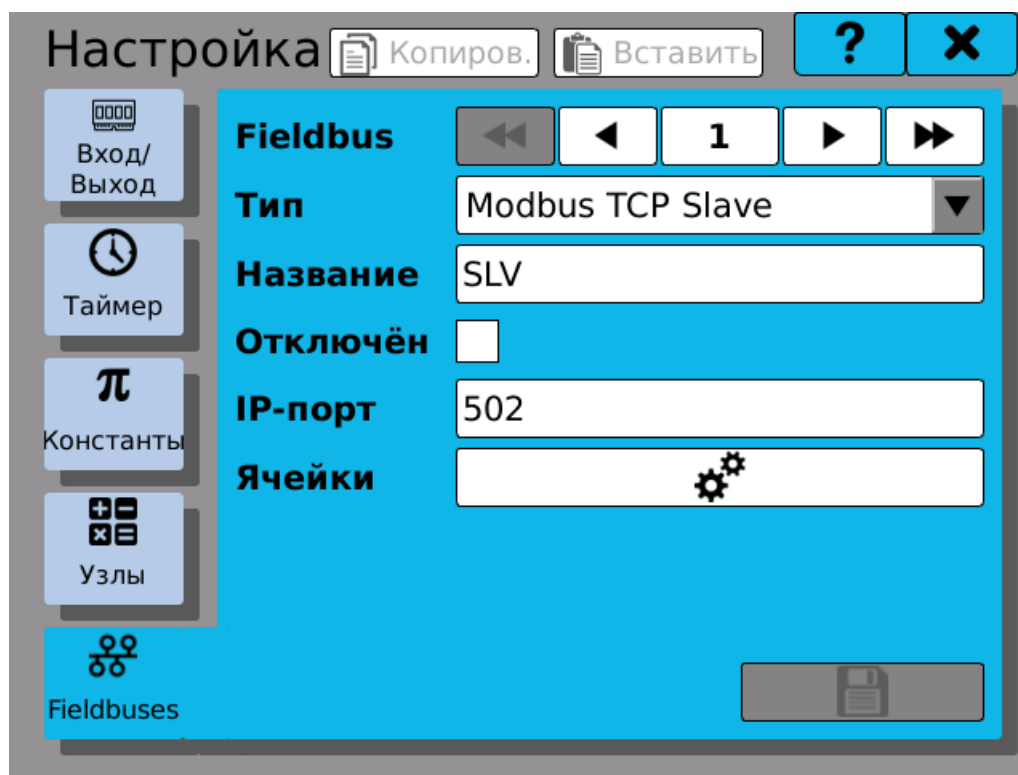 Настройка Копиров. Вставить ?
Вход/
Выход
Таймер
π
Константы
Узлы
Fieldbuses
Fieldbus 1
Тип Modbus TCP Slave
Название SLV
Отключён
IP-порт 502
Ячейки